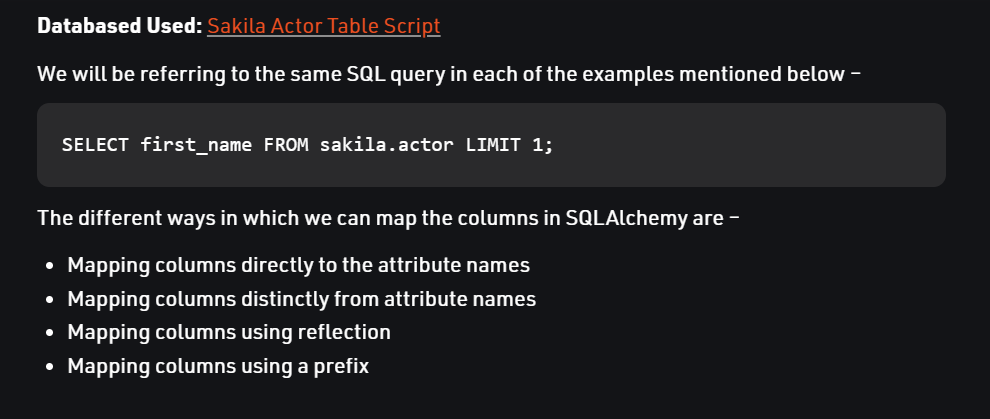 Databased Used: Sakila Actor Table Script
We will be referring to the same SQL query in each of the examples mentioned below –
SELECT first_name FROM sakila.actor LIMIT 1;
The different ways in which we can map the columns in SQLAlchemy are –
• Mapping columns directly to the attribute names
• Mapping columns distinctly from attribute names
• Mapping columns using reflection
• Mapping columns using a prefix